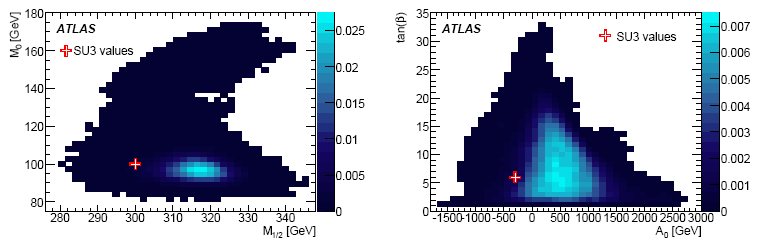 M0 [GeV]
180
160
140
120
100
80
ATLAS
SU3 values
280 290 300 310 320 330 340
M1/2 [GeV]
0.025
0.02
0.015
0.01
0.005
0
tan(β)
35
30
25
20
15
10
5
0
ATLAS
SU3 values
-1500 -1000 -500 0 500 1000 1500 2000 2500 3000
A0 [GeV]
0.007
0.006
0.005
0.004
0.003
0.002
0.001
0